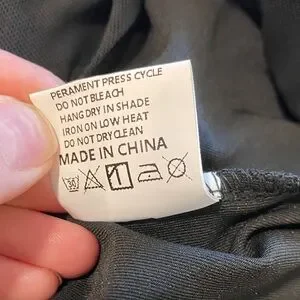 PERAMENT PRESS CYCLE
DO NOT BLEACH
HANG DRY IN SHADE
IRON ON LOW HEAT
DO NOT DRY CLEAN
MADE IN CHINA
30